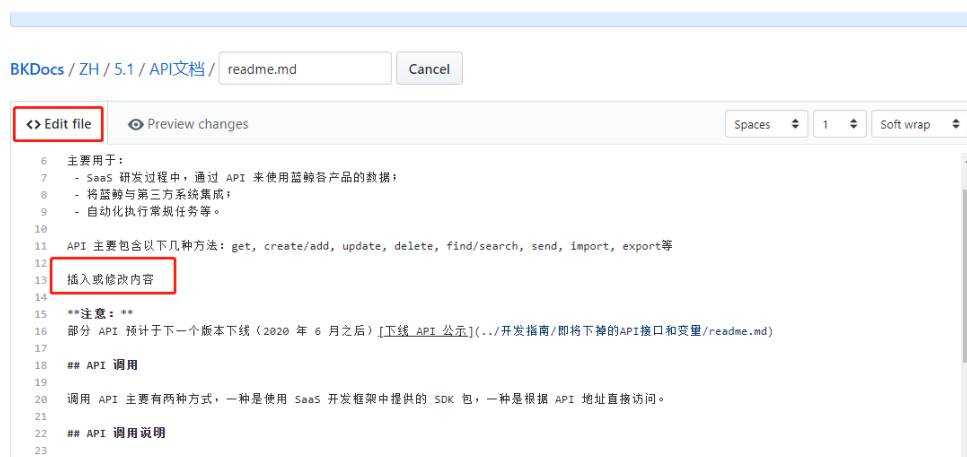 BKDocs / ZH / 5.1 / API文档 / readme.md Cancel
<> Edit file Preview changes Spaces 1 Soft wrap
6 主要用于:
7 - SaaS 研发过程中，通过 API 来使用蓝鲸各产品的数据;
8 - 将蓝鲸与第三方系统集成;
9 - 自动化执行常规任务等。
10
11 API 主要包含以下几种方法: get, create/add, update, delete, find/search, send, import, export等
12
13 插入或修改内容
14
15 **注意: **
16 部分 API 预计于下一个版本下线（2020 年 6 月之后）[下线 API 公示](../开发指南/即将下掉的API接口和变量/readme.md)
17
18 ## API 调用
19
20 调用 API 主要有两种方式，一种是使用 SaaS 开发框架中提供的 SDK 包，一种是根据 API 地址直接访问。
21
22 ## API 调用说明
23